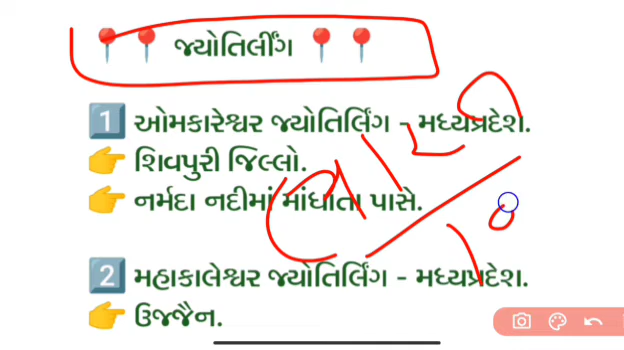 જ્યોતિર્લીંગ
1 ઓમકારેશ્વર જ્યોતિર્લિંગ - મધ્યપ્રદેશ.
શિવપુરી જિલ્લો.
નર્મદા નદીમાં માંધાતા પાસે.
2 મહાકાલેશ્વર જ્યોતિર્લિંગ - મધ્યપ્રદેશ.
ઉજ્જૈન.